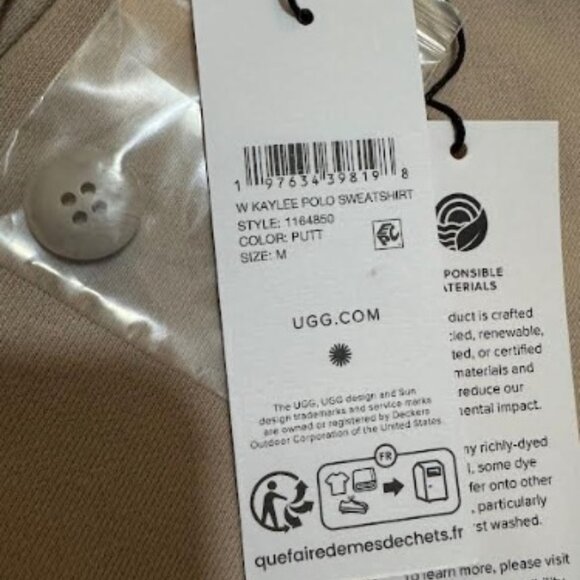 1 97634 39819 8
W KAYLEE POLO SWEATSHIRT
STYLE: 1164850
COLOR: PUTT
SIZE: M
UGG.COM
The UGG, UGG design and Sun
design trademarks and service marks
are owned or registered by Deckers
Outdoor Corporation of the United States.
FR
quefairedemesdechets.fr
PONSIBLE
TERIALS
duct is crafted
led, renewable,
ted, or certified
materials and
reduce our
ental impact.
ny richly-dyed
, some dye
fer onto other
, particularly
st washed.
To learn more, please visit